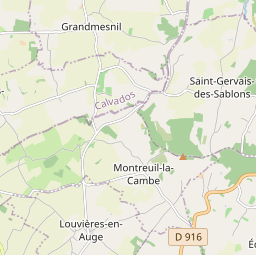 Grandmesnil
Saint-Gervais-
des-Sablons
Calvados
Montreuil-la-
Cambe
Louvières-en-
Auge
D 916